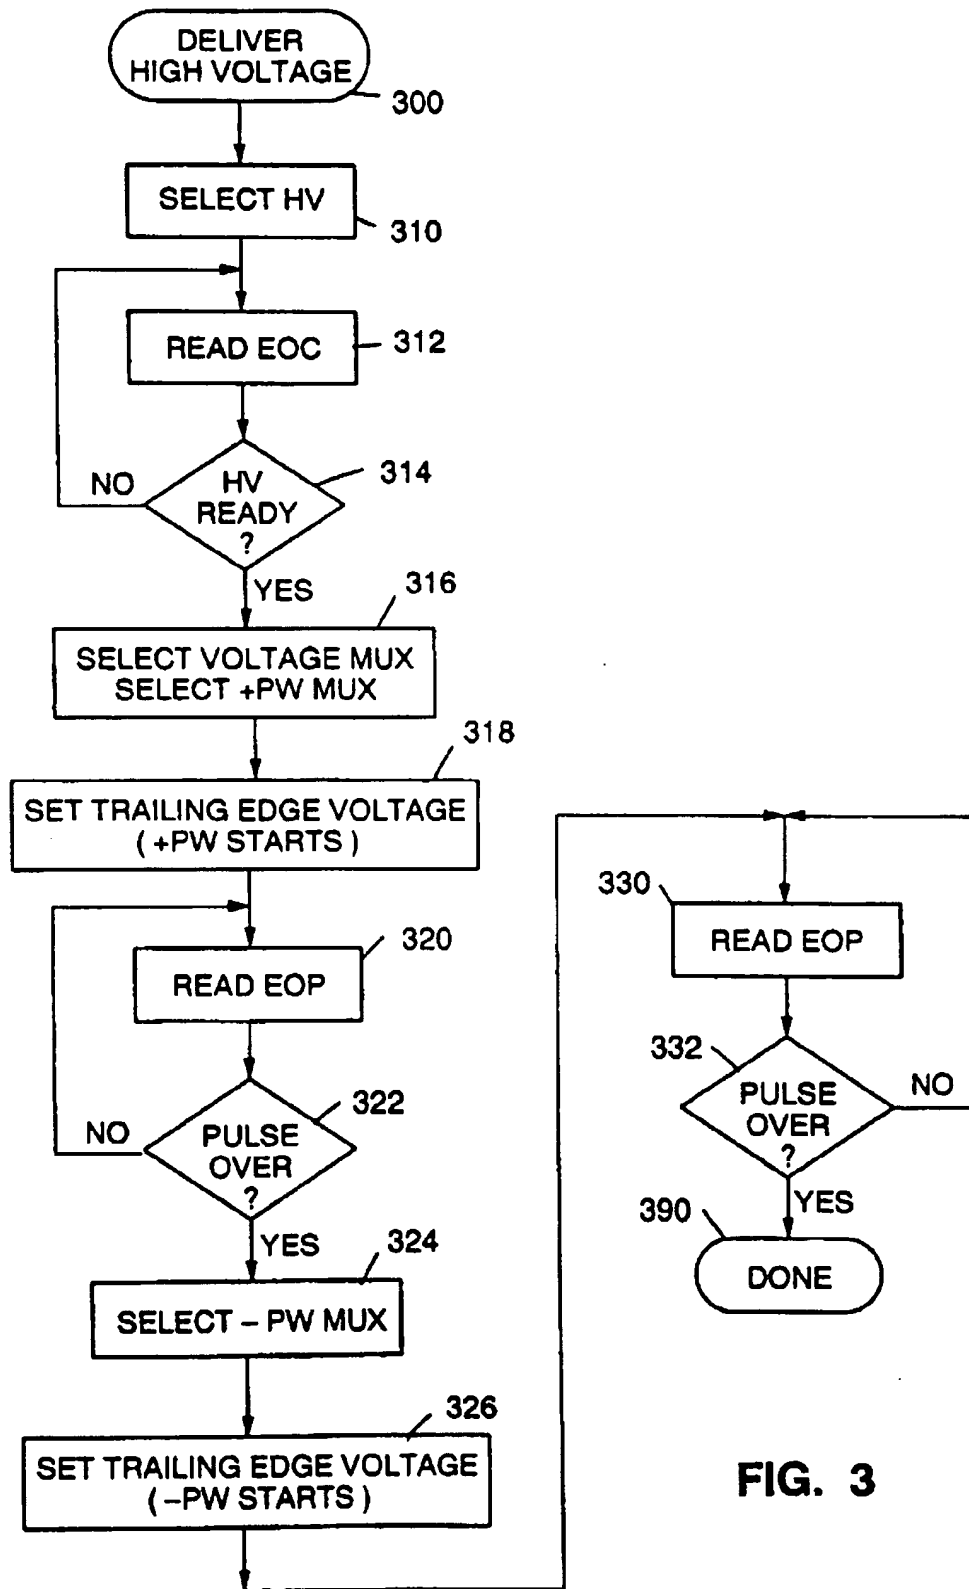 DELIVER
HIGH VOLTAGE
300
SELECT HV
310
READ EOC
312
HV
READY
?
314
NO
YES
316
SELECT VOLTAGE MUX
SELECT +PW MUX
318
SET TRAILING EDGE VOLTAGE
( +PW STARTS )
320
READ EOP
322
PULSE
OVER
?
NO
YES
324
SELECT – PW MUX
326
SET TRAILING EDGE VOLTAGE
( –PW STARTS )
330
READ EOP
332
PULSE
OVER
?
NO
YES
390
DONE
FIG. 3